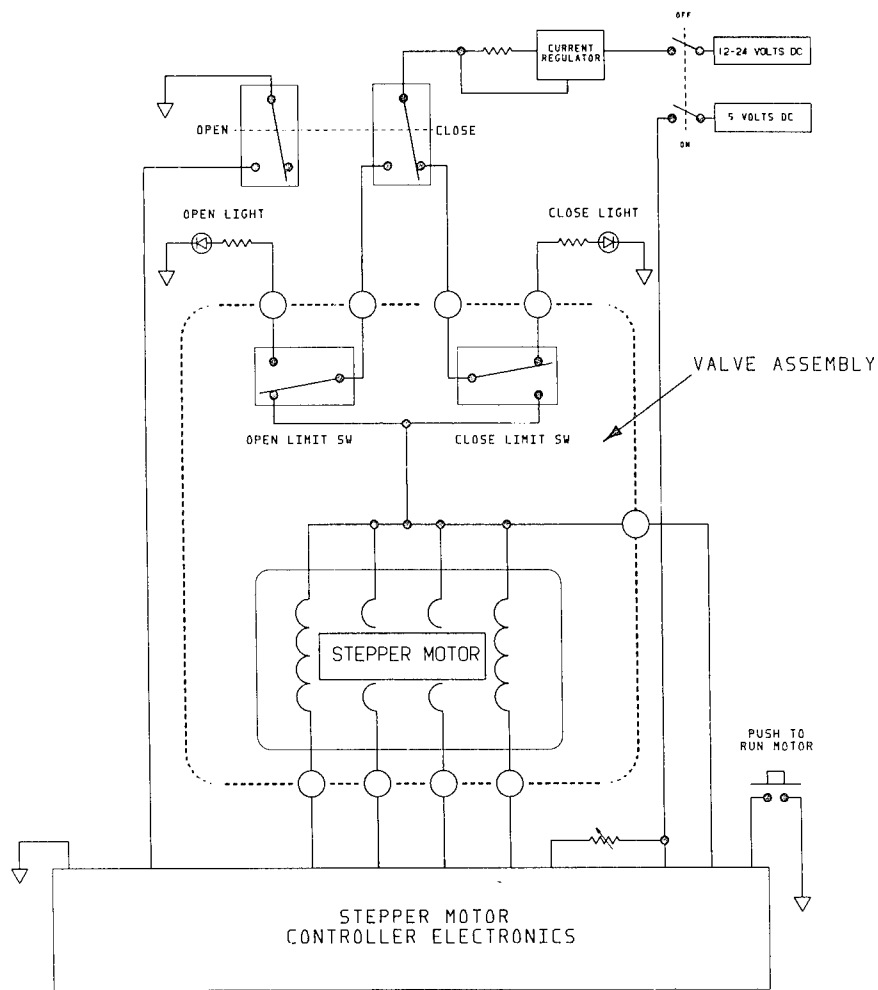 OFF
CURRENT
REGULATOR
12-24 VOLTS DC
OPEN
CLOSE
5 VOLTS DC
ON
OPEN LIGHT
CLOSE LIGHT
VALVE ASSEMBLY
OPEN LIMIT SW
CLOSE LIMIT SW
STEPPER MOTOR
PUSH TO
RUN MOTOR
STEPPER MOTOR
CONTROLLER ELECTRONICS